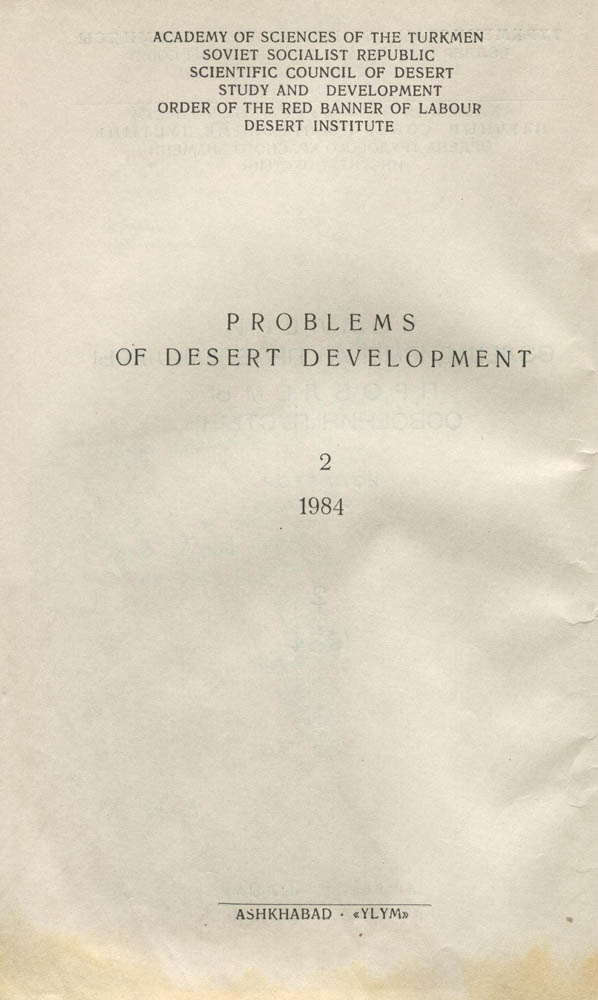 ACADEMY OF SCIENCES OF THE TURKMEN
SOVIET SOCIALIST REPUBLIC
SCIENTIFIC COUNCIL OF DESERT
STUDY AND DEVELOPMENT
ORDER OF THE RED BANNER OF LABOUR
DESERT INSTITUTE
PROBLEMS
OF DESERT DEVELOPMENT
2
1984
ASHKHABAD · «YLYM»